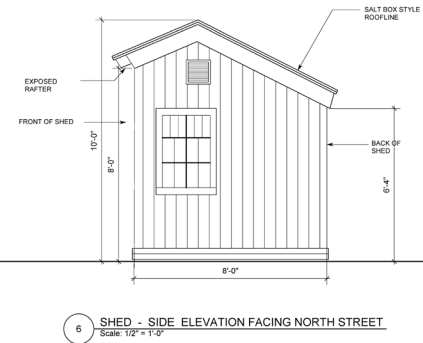 SALT BOX STYLE
ROOFLINE
EXPOSED
RAFTER
FRONT OF SHED
10'-0"
8'-0"
BACK OF
SHED
6'-4"
8'-0"
6
SHED - SIDE ELEVATION FACING NORTH STREET
Scale: 1/2" = 1'-0"